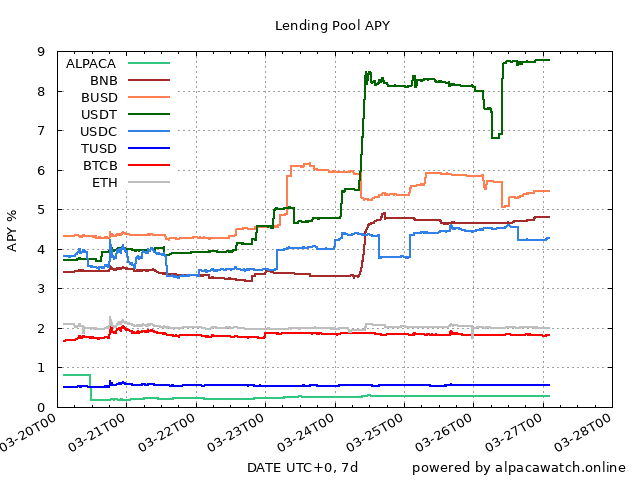 Lending Pool APY
9
8
7
6
5
4
3
2
1
0
APY %
ALPACA
BNB
BUSD
USDT
USDC
TUSD
BTCB
ETH
03-20T00
03-21T00
03-22T00
03-23T00
03-24T00
03-25T00
03-26T00
03-27T00
03-28T00
DATE UTC+0, 7d
powered by alpacawatch.online